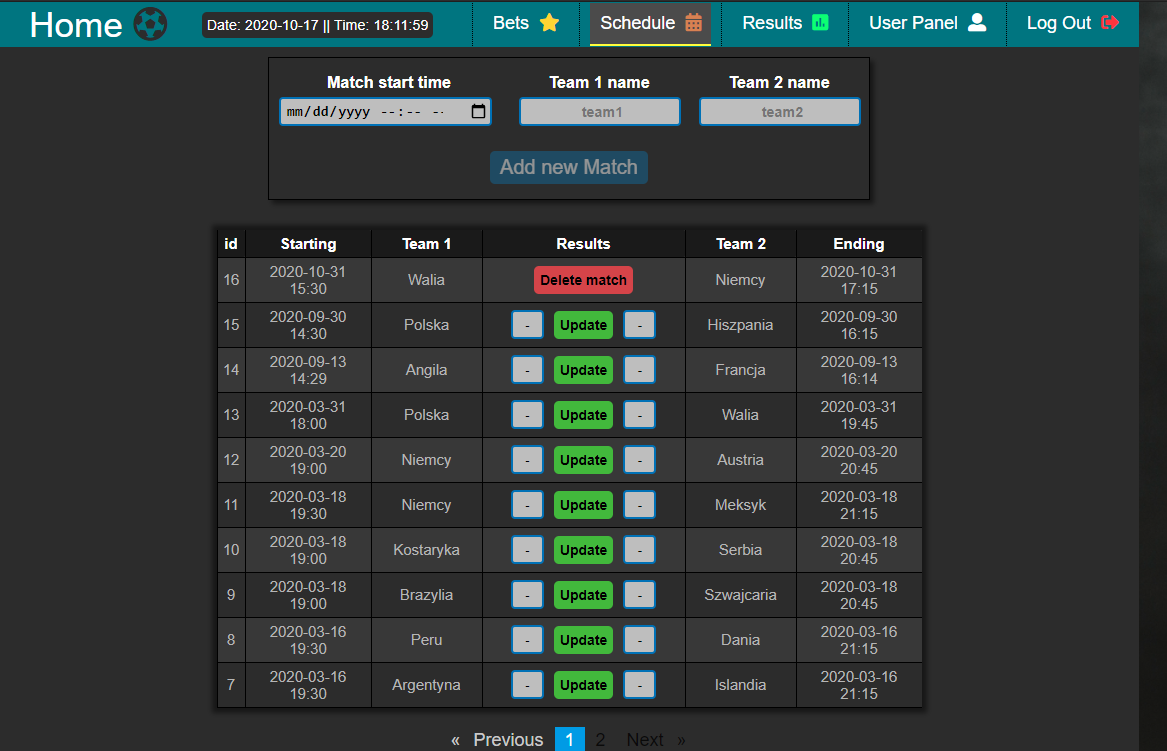 Home
Date: 2020-10-17 || Time: 18:11:59
Bets
Schedule
Results
User Panel
Log Out
Match start time Team 1 name Team 2 name
mm/dd/yyyy --:-- -- team1 team2
Add new Match
id Starting Team 1 Results Team 2 Ending
16 2020-10-31 15:30 Walia Delete match Niemcy 2020-10-31 17:15
15 2020-09-30 14:30 Polska - Update - Hiszpania 2020-09-30 16:15
14 2020-09-13 14:29 Angila - Update - Francja 2020-09-13 16:14
13 2020-03-31 18:00 Polska - Update - Walia 2020-03-31 19:45
12 2020-03-20 19:00 Niemcy - Update - Austria 2020-03-20 20:45
11 2020-03-18 19:30 Niemcy - Update - Meksyk 2020-03-18 21:15
10 2020-03-18 19:00 Kostaryka - Update - Serbia 2020-03-18 20:45
9 2020-03-18 19:00 Brazylia - Update - Szwajcaria 2020-03-18 20:45
8 2020-03-16 19:30 Peru - Update - Dania 2020-03-16 21:15
7 2020-03-16 19:30 Argentyna - Update - Islandia 2020-03-16 21:15
« Previous 1 2 Next »